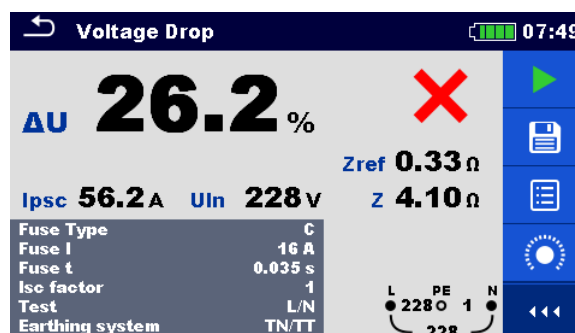 Voltage Drop 07:49
ΔU 26.2 %
Zref 0.33 Ω
Ipsc 56.2 A Uln 228 V Z 4.10 Ω
Fuse Type C
Fuse I 16 A
Fuse t 0.035 s
Isc factor 1
Test L/N
Earthing system TN/TT
L PE N
228 1
228